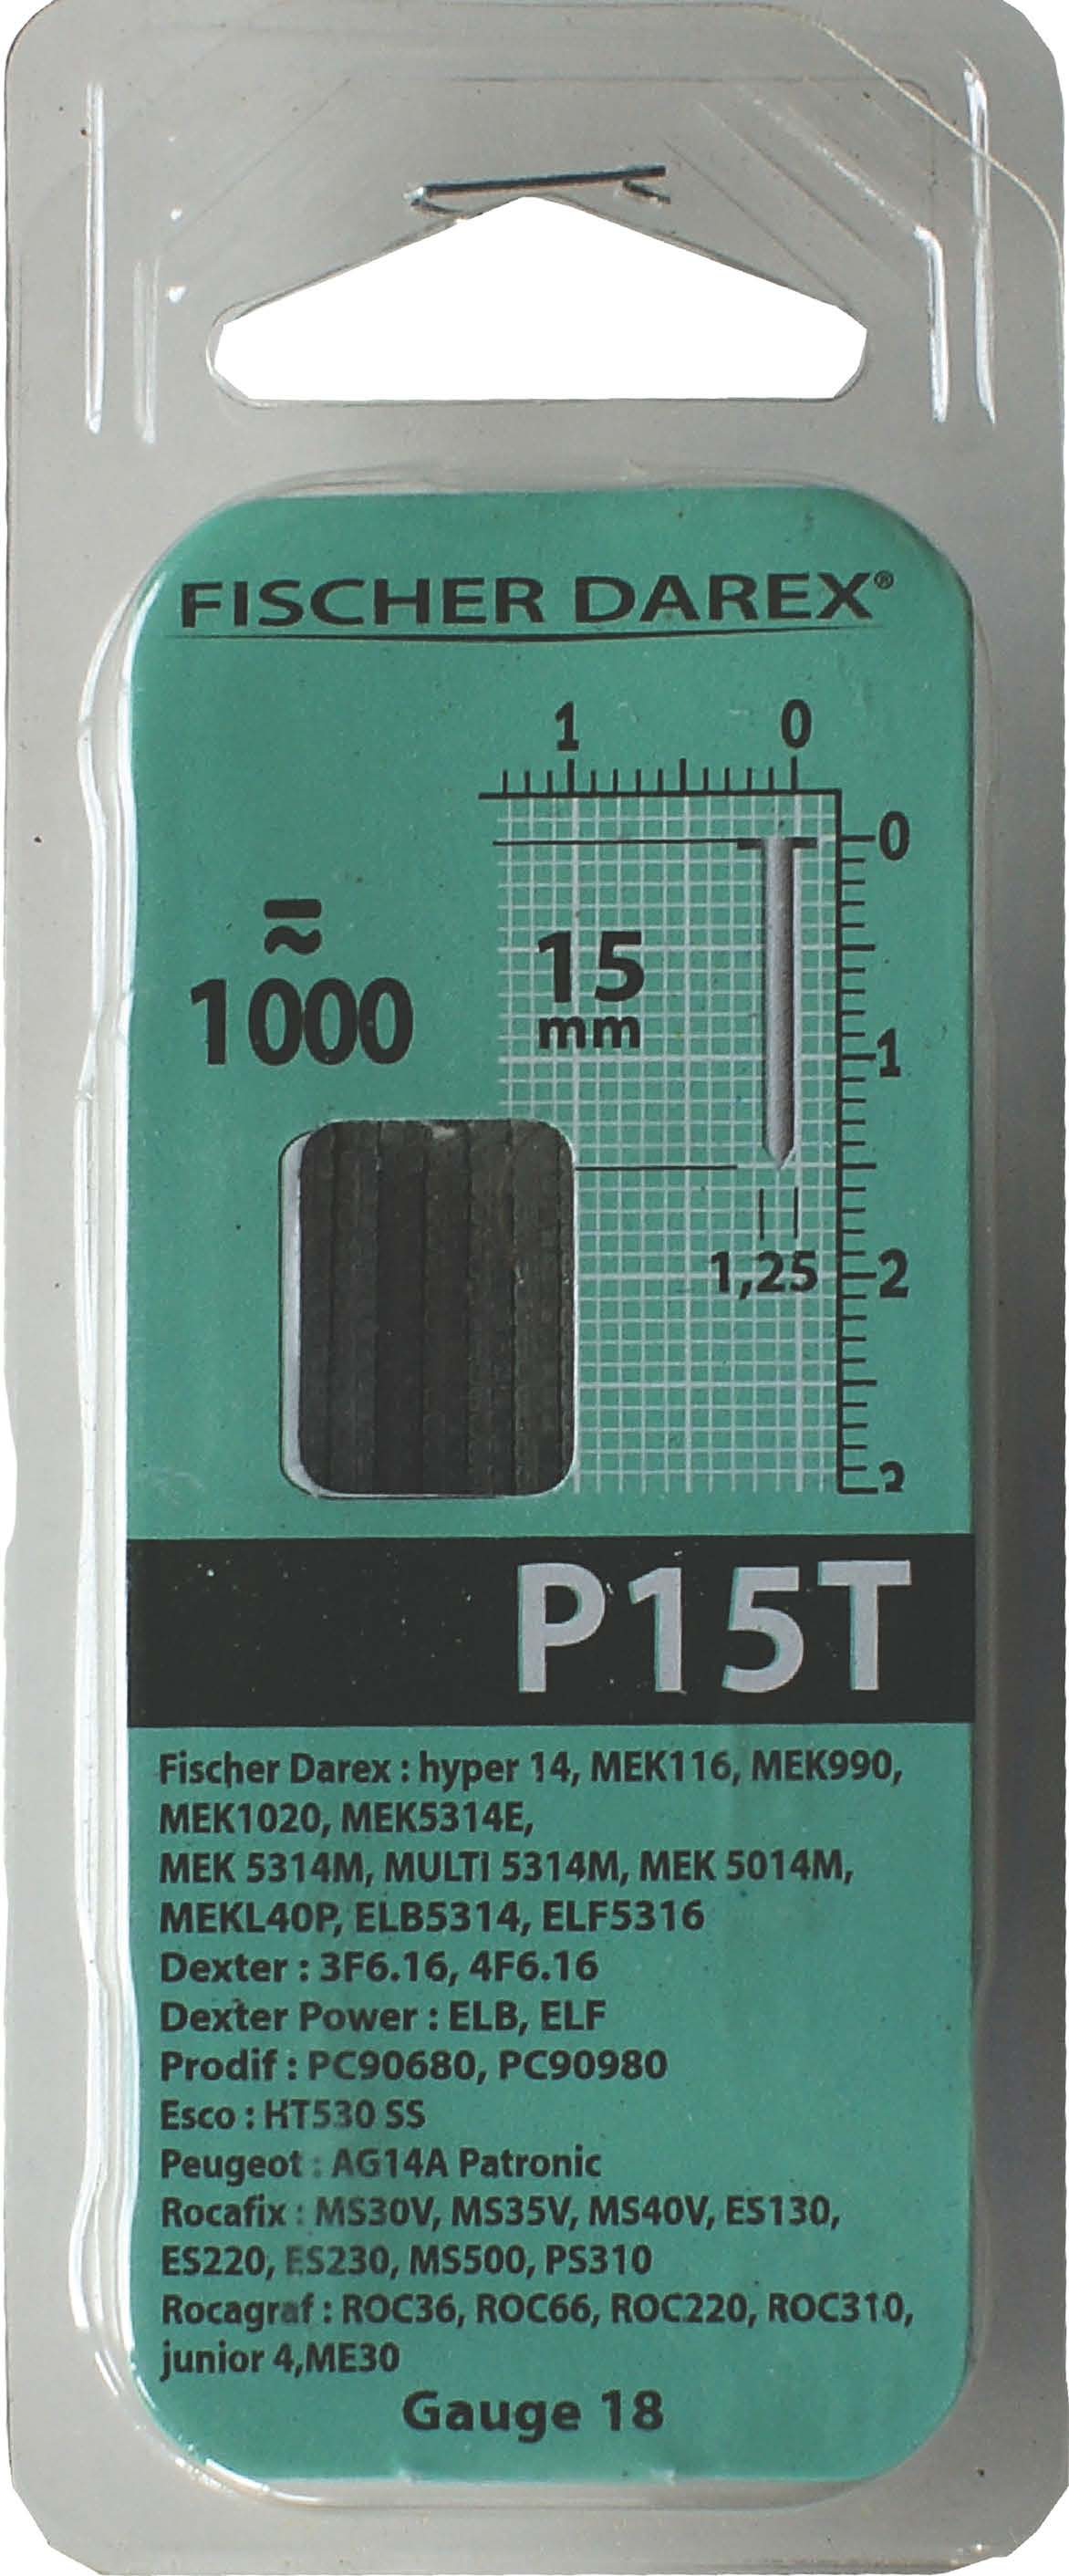 FISCHER DAREX®
1 0
0
15
mm
≈
1000
1
1,25
2
P15T
Fischer Darex : hyper 14, MEK116, MEK990,
MEK1020, MEK5314E,
MEK 5314M, MULTI 5314M, MEK 5014M,
MEKL40P, ELB5314, ELF5316
Dexter : 3F6.16, 4F6.16
Dexter Power : ELB, ELF
Prodif : PC90680, PC90980
Esco : HT530 SS
Peugeot : AG14A Patronic
Rocafix : MS30V, MS35V, MS40V, ES130,
ES220, ES230, MS500, PS310
Rocagraf : ROC36, ROC66, ROC220, ROC310,
junior 4,ME30
Gauge 18